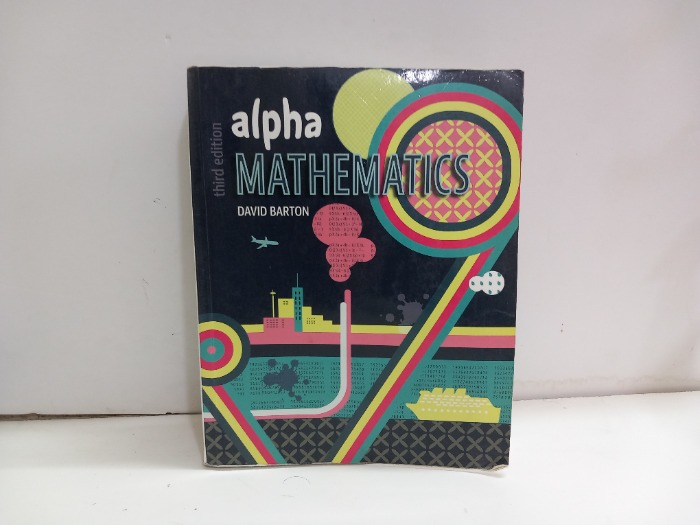 third edition
alpha
MATHEMATICS
DAVID BARTON